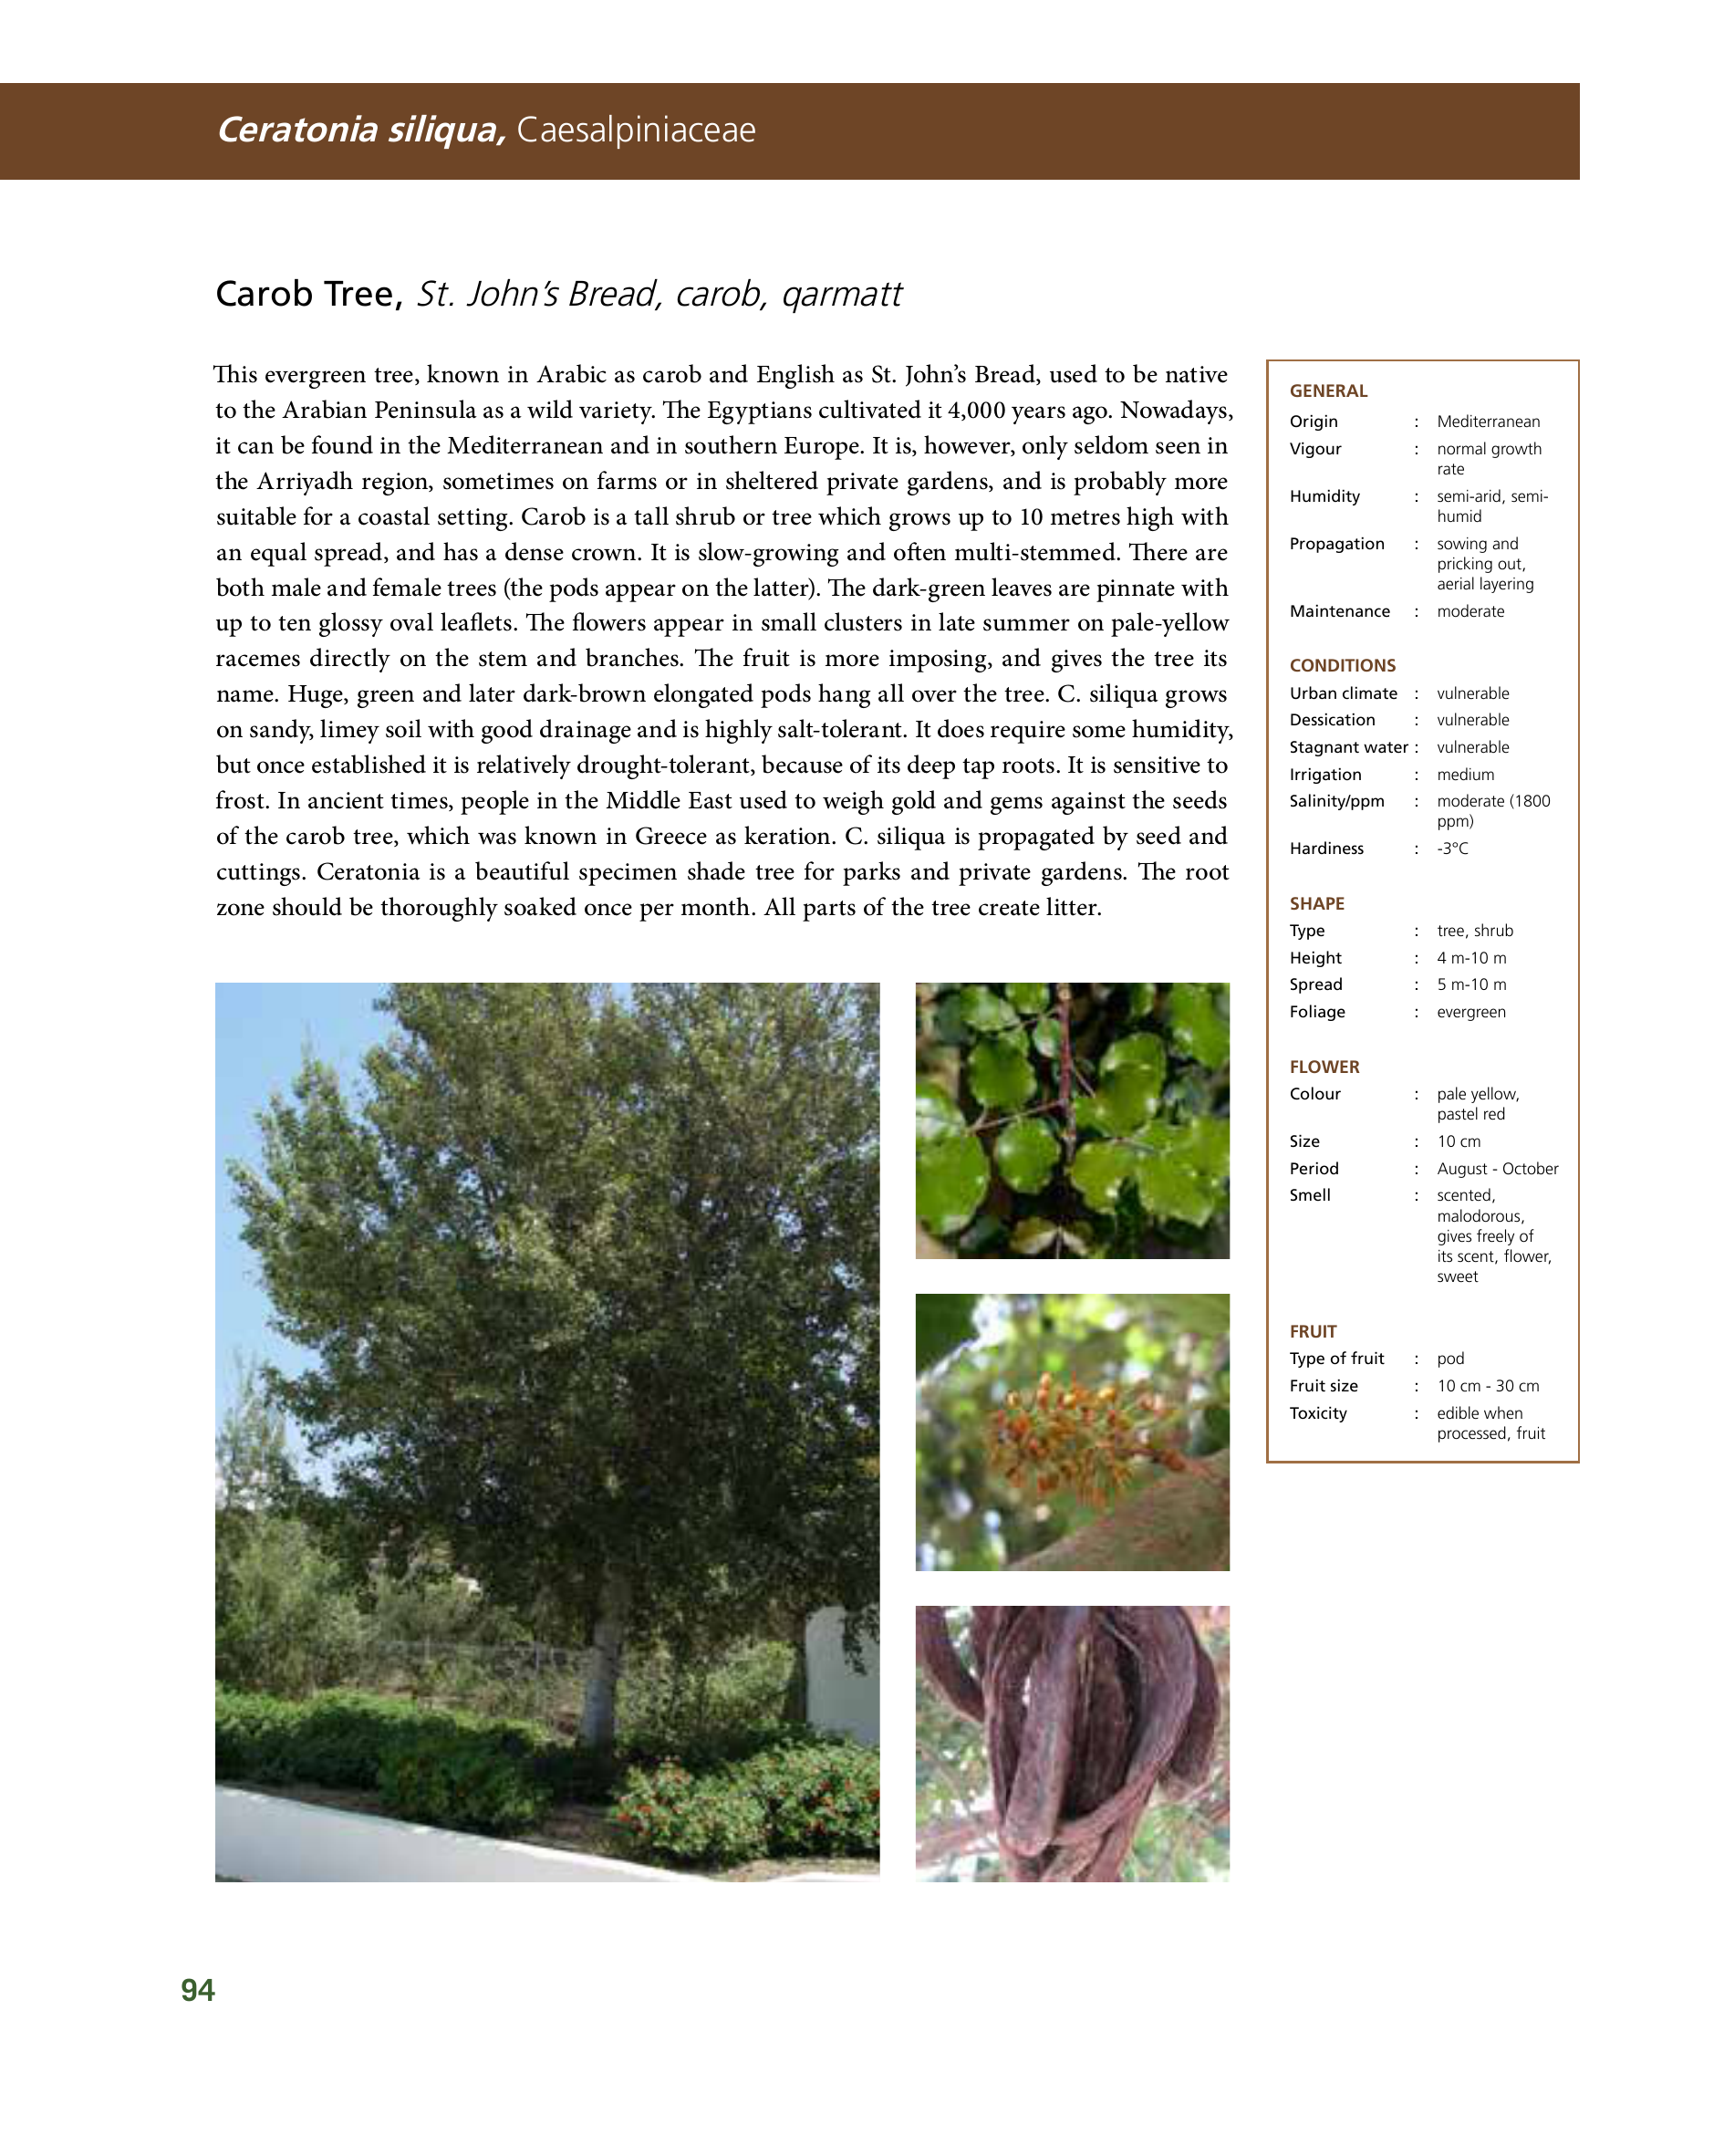 Ceratonia siliqua, Caesalpiniaceae
Carob Tree, St. John’s Bread, carob, qarmatt
This evergreen tree, known in Arabic as carob and English as St. John’s Bread, used to be native
to the Arabian Peninsula as a wild variety. The Egyptians cultivated it 4,000 years ago. Nowadays,
it can be found in the Mediterranean and in southern Europe. It is, however, only seldom seen in
the Arriyadh region, sometimes on farms or in sheltered private gardens, and is probably more
suitable for a coastal setting. Carob is a tall shrub or tree which grows up to 10 metres high with
an equal spread, and has a dense crown. It is slow-growing and often multi-stemmed. There are
both male and female trees (the pods appear on the latter). The dark-green leaves are pinnate with
up to ten glossy oval leaflets. The flowers appear in small clusters in late summer on pale-yellow
racemes directly on the stem and branches. The fruit is more imposing, and gives the tree its
name. Huge, green and later dark-brown elongated pods hang all over the tree. C. siliqua grows
on sandy, limey soil with good drainage and is highly salt-tolerant. It does require some humidity,
but once established it is relatively drought-tolerant, because of its deep tap roots. It is sensitive to
frost. In ancient times, people in the Middle East used to weigh gold and gems against the seeds
of the carob tree, which was known in Greece as keration. C. siliqua is propagated by seed and
cuttings. Ceratonia is a beautiful specimen shade tree for parks and private gardens. The root
zone should be thoroughly soaked once per month. All parts of the tree create litter.
GENERAL
Origin : Mediterranean
Vigour : normal growth
rate
Humidity : semi-arid, semi-
humid
Propagation : sowing and
pricking out,
aerial layering
Maintenance : moderate
CONDITIONS
Urban climate : vulnerable
Dessication : vulnerable
Stagnant water : vulnerable
Irrigation : medium
Salinity/ppm : moderate (1800
ppm)
Hardiness : -3°C
SHAPE
Type : tree, shrub
Height : 4 m-10 m
Spread : 5 m-10 m
Foliage : evergreen
FLOWER
Colour : pale yellow,
pastel red
Size : 10 cm
Period : August - October
Smell : scented,
malodorous,
gives freely of
its scent, flower,
sweet
FRUIT
Type of fruit : pod
Fruit size : 10 cm - 30 cm
Toxicity : edible when
processed, fruit
94